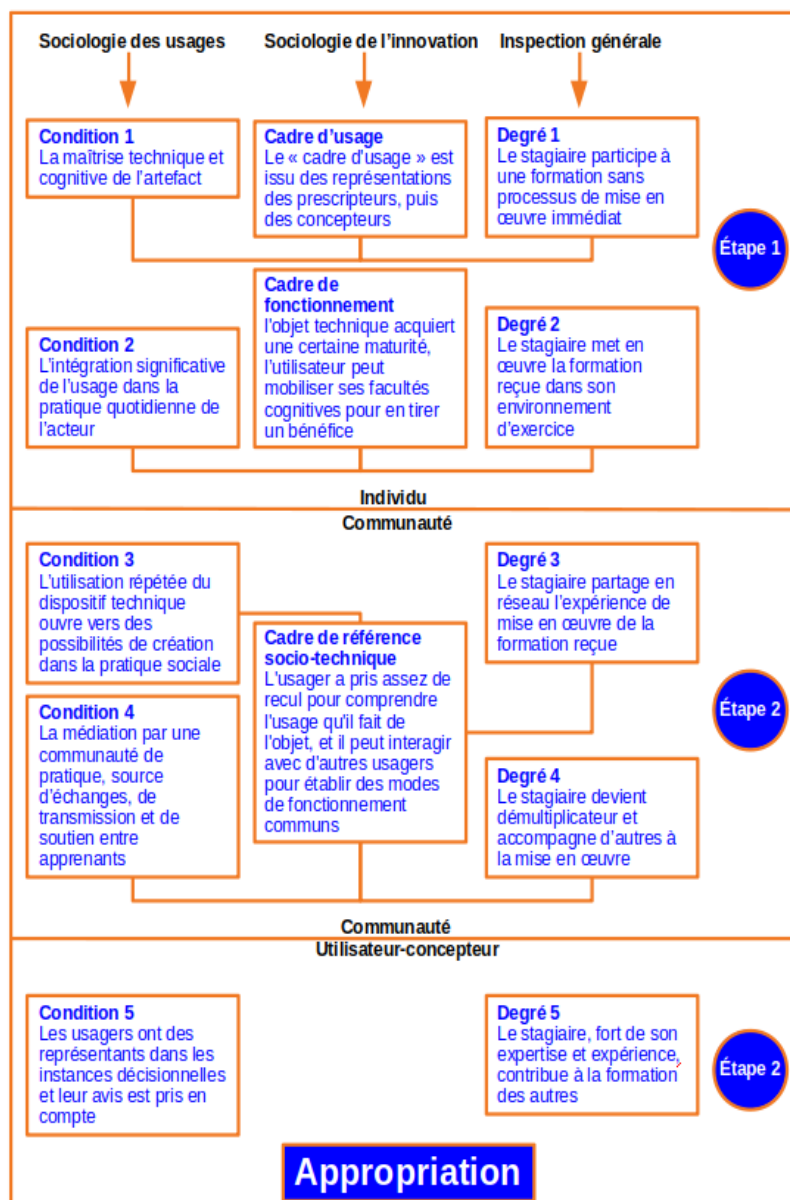 Sociologie des usages
Sociologie de l'innovation
Inspection générale
Condition 1
La maîtrise technique et
cognitive de l'artefact
Cadre d'usage
Le « cadre d'usage » est
issu des représentations
des prescripteurs, puis
des concepteurs
Degré 1
Le stagiaire participe à
une formation sans
processus de mise en
œuvre immédiat
Étape 1
Condition 2
L'intégration significative
de l'usage dans la
pratique quotidienne de
l'acteur
Cadre de
fonctionnement
l'objet technique acquiert
une certaine maturité,
l'utilisateur peut
mobiliser ses facultés
cognitives pour en tirer
un bénéfice
Degré 2
Le stagiaire met en
œuvre la formation
reçue dans son
environnement
d'exercice
Individu
Communauté
Condition 3
L'utilisation répétée du
dispositif technique
ouvre vers des
possibilités de création
dans la pratique sociale
Condition 4
La médiation par une
communauté de
pratique, source
d'échanges, de
transmission et de
soutien entre
apprenants
Cadre de référence
socio-technique
L'usager a pris assez de
recul pour comprendre
l'usage qu'il fait de
l'objet, et il peut interagir
avec d'autres usagers
pour établir des modes
de fonctionnement
communs
Degré 3
Le stagiaire partage en
réseau l'expérience de
mise en œuvre de la
formation reçue
Degré 4
Le stagiaire devient
démultiplicateur et
accompagne d'autres à
la mise en œuvre
Étape 2
Communauté
Utilisateur-concepteur
Condition 5
Les usagers ont des
représentants dans les
instances décisionnelles
et leur avis est pris en
compte
Degré 5
Le stagiaire, fort de son
expertise et expérience,
contribue à la formation
des autres
Étape 2
Appropriation